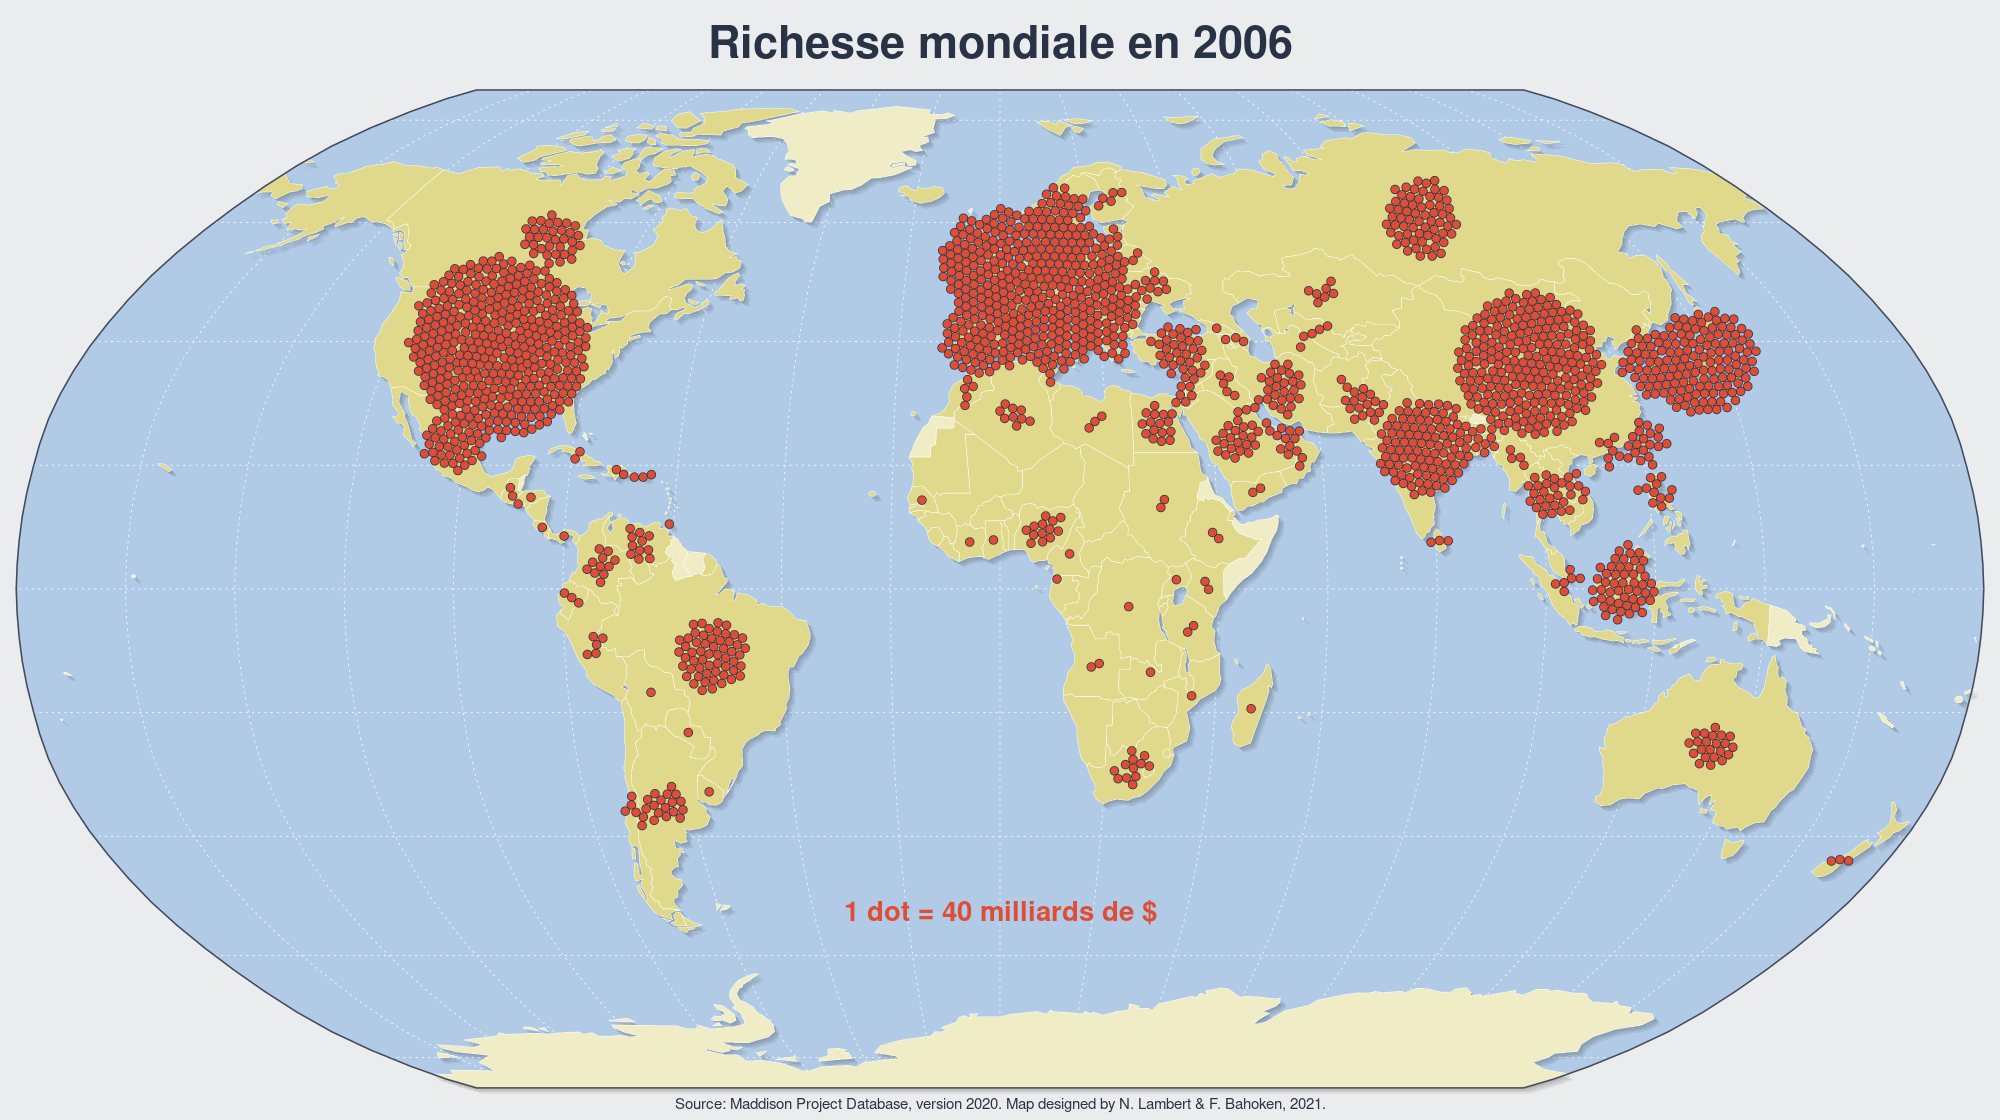 Richesse mondiale en 2006
1 dot = 40 milliards de $
Source: Maddison Project Database, version 2020. Map designed by N. Lambert & F. Bahoken, 2021.